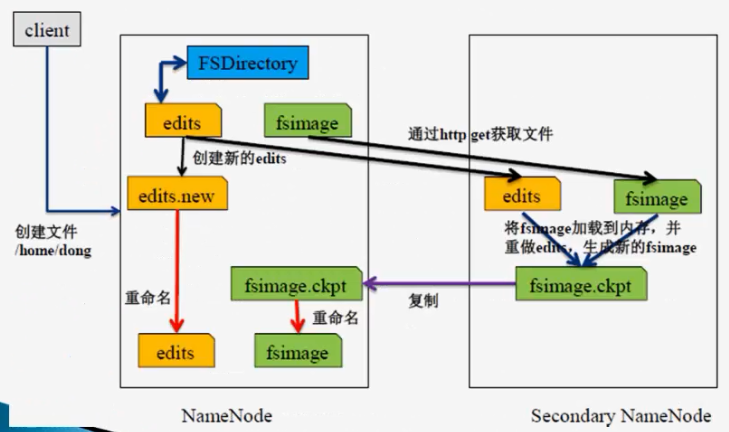 client
FSDirectory
edits
fsimage
通过http get获取文件
创建新的edits
edits.new
edits
fsimage
创建文件
/home/dong
将fsimage加载到内存，并
重做edits，生成新的fsimage
fsimage.ckpt
fsimage.ckpt
复制
重命名
重命名
edits
fsimage
NameNode
Secondary NameNode